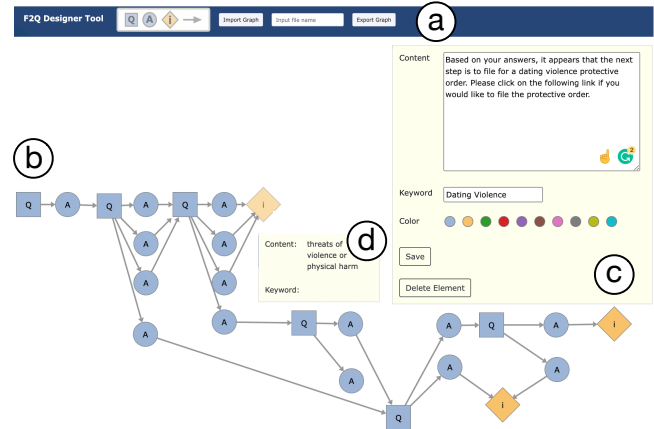 F2Q Designer Tool
Q A i
Import Graph
Input file name
Export Graph
a
Content
Based on your answers, it appears that the next
step is to file for a dating violence protective
order. Please click on the following link if you
would like to file the protective order.
2
Keyword
Dating Violence
Color
Save
Delete Element
b
Q A Q A Q A i
A A
A A
d
Content: threats of
violence or
physical harm
Keyword:
c
A Q A A Q A i
A
A A
A
i
Q